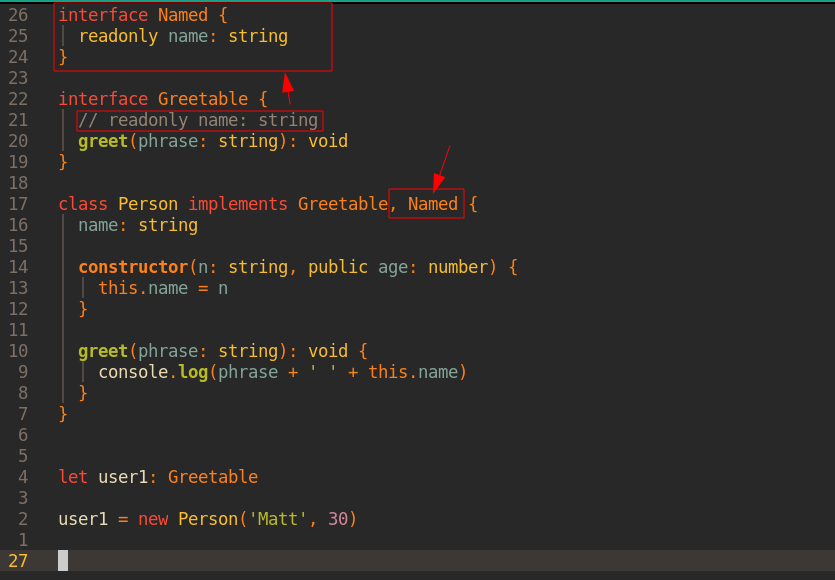 26 interface Named {
25 readonly name: string
24 }
23
22 interface Greetable {
21 // readonly name: string
20 greet(phrase: string): void
19 }
18
17 class Person implements Greetable, Named {
16 name: string
15
14 constructor(n: string, public age: number) {
13 this.name = n
12 }
11
10 greet(phrase: string): void {
9 console.log(phrase + ' ' + this.name)
8 }
7 }
6
5
4 let user1: Greetable
3
2 user1 = new Person('Matt', 30)
1
27